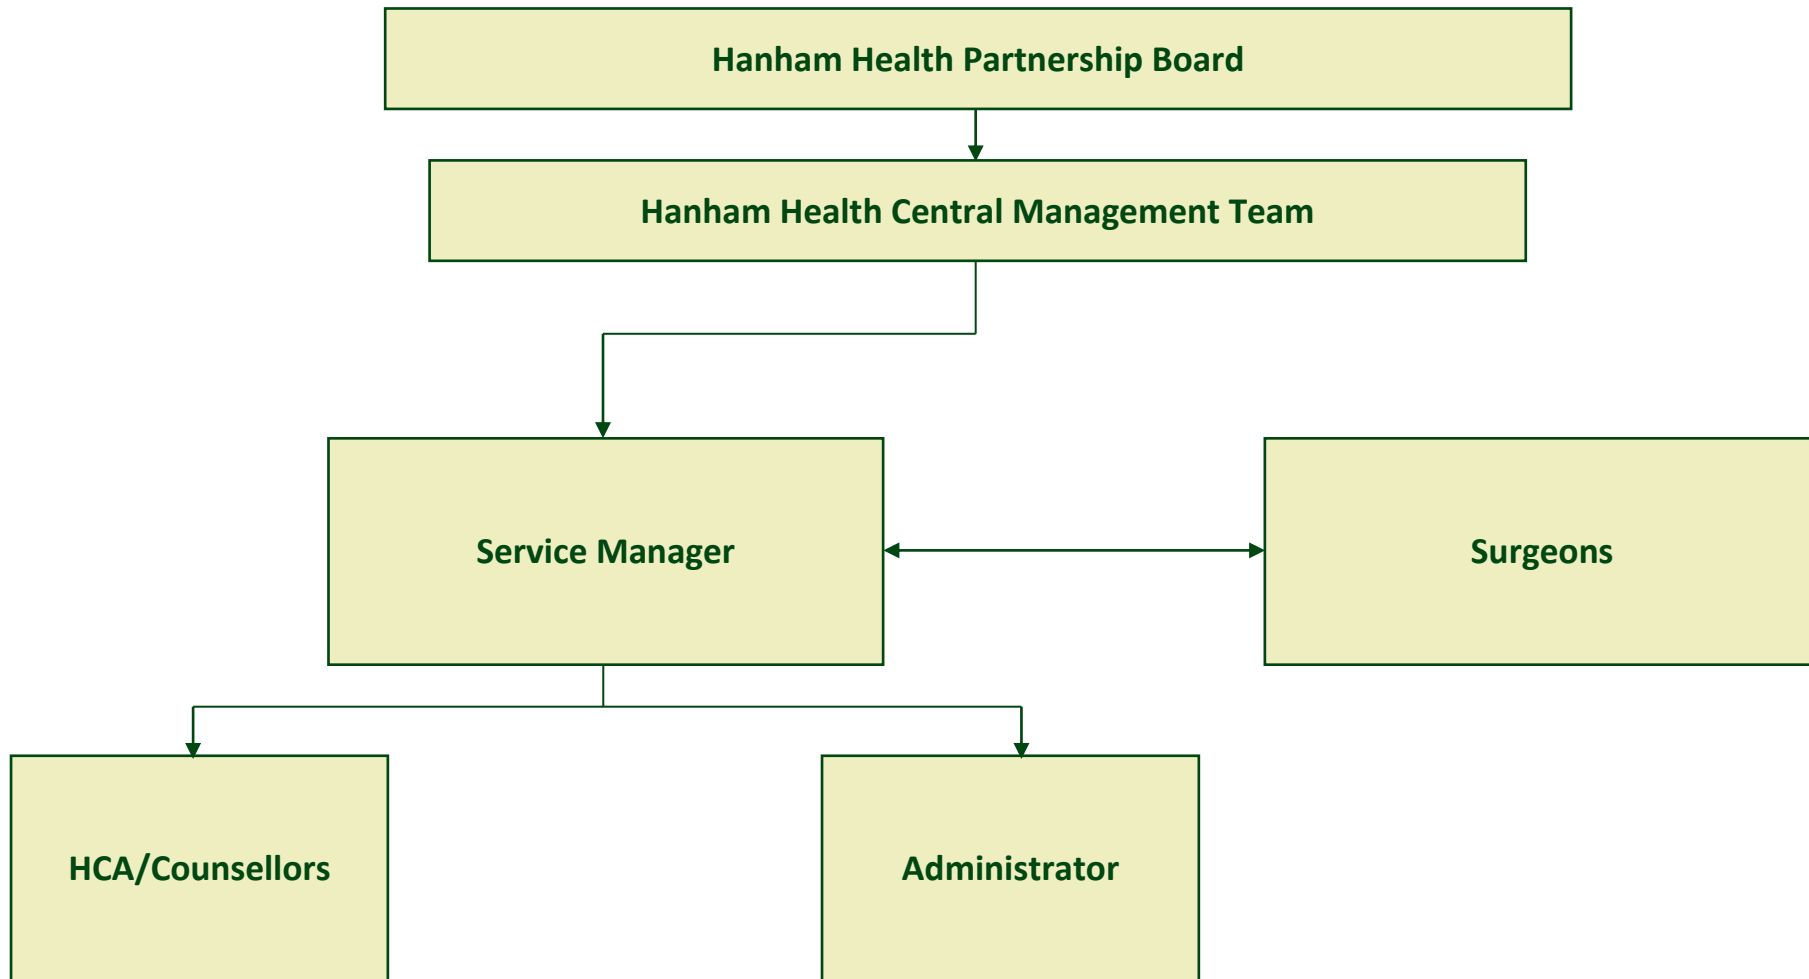 Hanham Health Partnership Board
Hanham Health Central Management Team
Service Manager
Surgeons
HCA/Counsellors
Administrator